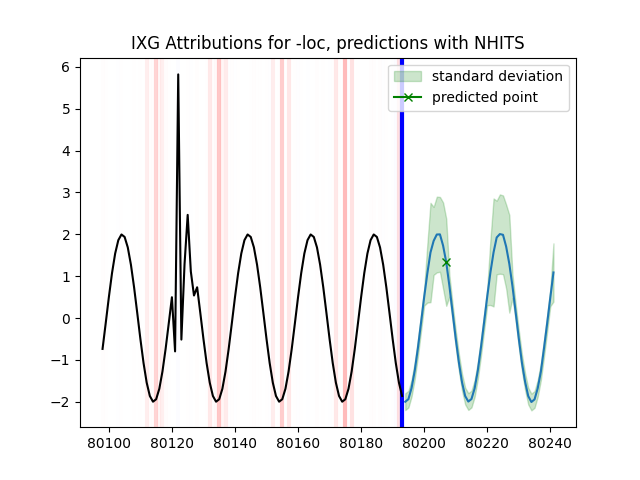 IXG Attributions for -loc, predictions with NHITS
standard deviation
predicted point
6
5
4
3
2
1
0
−1
−2
80100 80120 80140 80160 80180 80200 80220 80240